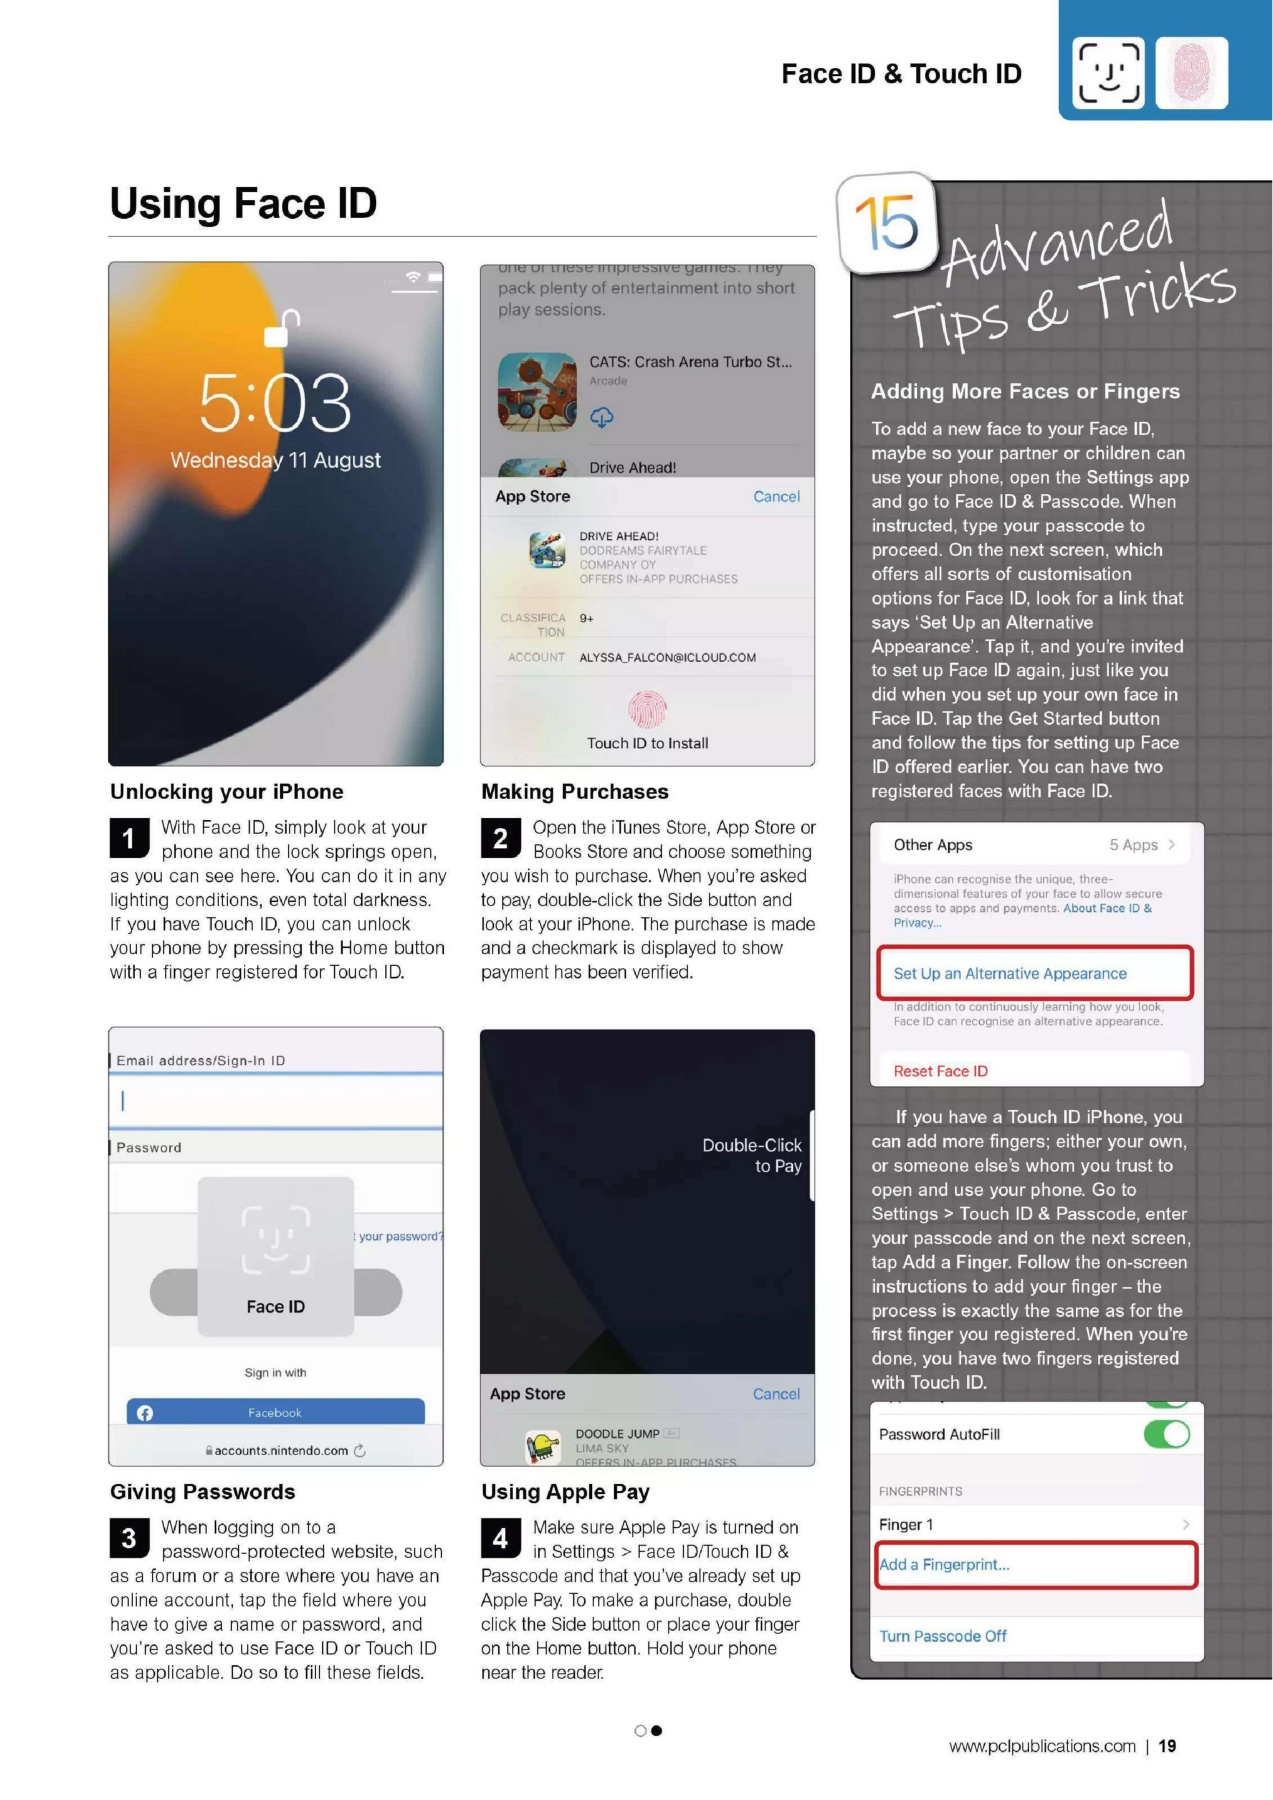 Face ID & Touch ID
Using Face ID
5:03
Wednesday 11 August
Unlocking your iPhone
1
With Face ID, simply look at your
phone and the lock springs open,
as you can see here. You can do it in any
lighting conditions, even total darkness.
If you have Touch ID, you can unlock
your phone by pressing the Home button
with a finger registered for Touch ID.
one of these impressive games. They
pack plenty of entertainment into short
play sessions.
CATS: Crash Arena Turbo St...
Arcade
Drive Ahead!
App Store Cancel
DRIVE AHEAD!
DODREAMS FAIRYTALE
COMPANY OY
OFFERS IN-APP PURCHASES
CLASSIFICA
TION
9+
ACCOUNT ALYSSA_FALCON@ICLOUD.COM
Touch ID to Install
Making Purchases
2
Open the iTunes Store, App Store or
Books Store and choose something
you wish to purchase. When you're asked
to pay, double-click the Side button and
look at your iPhone. The purchase is made
and a checkmark is displayed to show
payment has been verified.
Email address/Sign-In ID
Password
your password?
Face ID
Sign in with
Facebook
accounts.nintendo.com
Giving Passwords
3
When logging on to a
password-protected website, such
as a forum or a store where you have an
online account, tap the field where you
have to give a name or password, and
you're asked to use Face ID or Touch ID
as applicable. Do so to fill these fields.
Double-Click
to Pay
App Store Cancel
DOODLE JUMP 4+
LIMA SKY
OFFERS IN-APP PURCHASES
Using Apple Pay
4
Make sure Apple Pay is turned on
in Settings > Face ID/Touch ID &
Passcode and that you've already set up
Apple Pay. To make a purchase, double
click the Side button or place your finger
on the Home button. Hold your phone
near the reader.
15
Advanced
Tips & Tricks
Adding More Faces or Fingers
To add a new face to your Face ID,
maybe so your partner or children can
use your phone, open the Settings app
and go to Face ID & Passcode. When
instructed, type your passcode to
proceed. On the next screen, which
offers all sorts of customisation
options for Face ID, look for a link that
says ‘Set Up an Alternative
Appearance’. Tap it, and you're invited
to set up Face ID again, just like you
did when you set up your own face in
Face ID. Tap the Get Started button
and follow the tips for setting up Face
ID offered earlier. You can have two
registered faces with Face ID.
Other Apps 5 Apps >
iPhone can recognise the unique, three-
dimensional features of your face to allow secure
access to apps and payments. About Face ID &
Privacy...
Set Up an Alternative Appearance
In addition to continuously learning how you look,
Face ID can recognise an alternative appearance.
Reset Face ID
If you have a Touch ID iPhone, you
can add more fingers; either your own,
or someone else's whom you trust to
open and use your phone. Go to
Settings > Touch ID & Passcode, enter
your passcode and on the next screen,
tap Add a Finger. Follow the on-screen
instructions to add your finger – the
process is exactly the same as for the
first finger you registered. When you're
done, you have two fingers registered
with Touch ID.
Password AutoFill
FINGERPRINTS
Finger 1 >
Add a Fingerprint...
Turn Passcode Off
www.pclpublications.com | 19